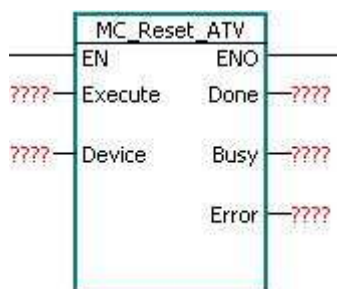 MC_Reset_ATV
EN ENO
???? Execute Done ????
???? Device Busy ????
Error ????